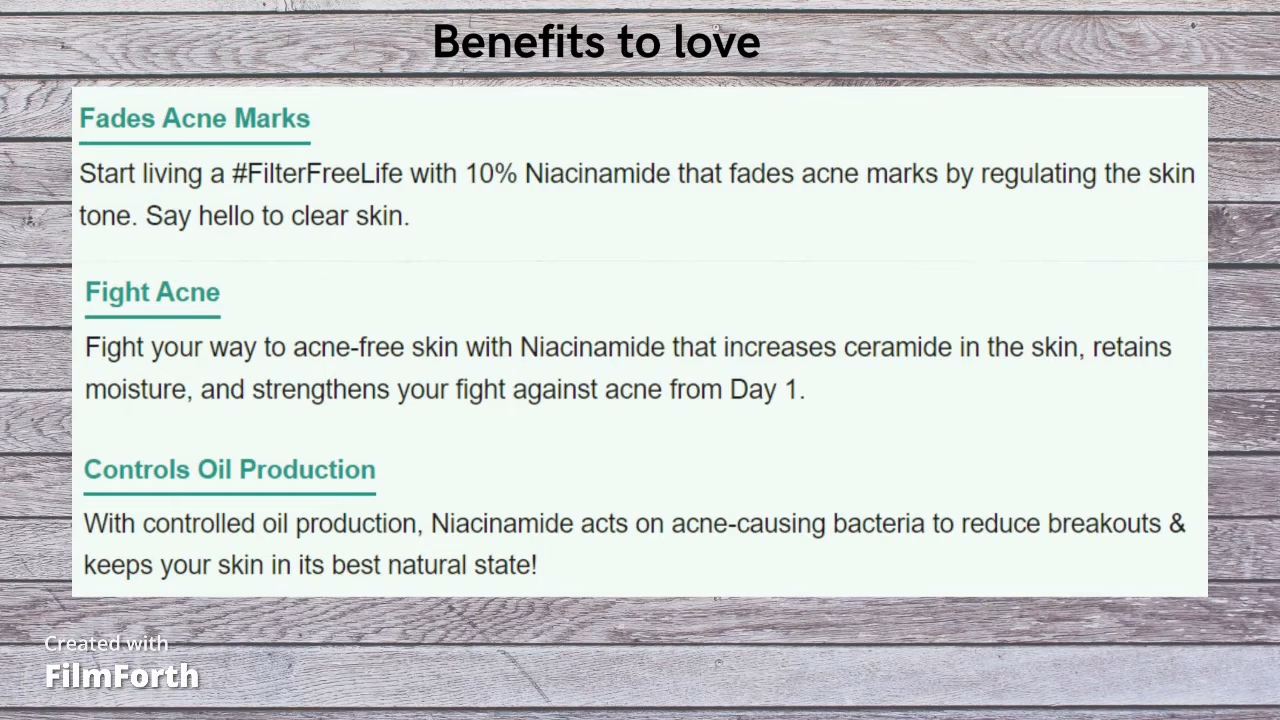 Benefits to love
Fades Acne Marks
Start living a #FilterFreeLife with 10% Niacinamide that fades acne marks by regulating the skin
tone. Say hello to clear skin.
Fight Acne
Fight your way to acne-free skin with Niacinamide that increases ceramide in the skin, retains
moisture, and strengthens your fight against acne from Day 1.
Controls Oil Production
With controlled oil production, Niacinamide acts on acne-causing bacteria to reduce breakouts &
keeps your skin in its best natural state!
Created with
FilmForth